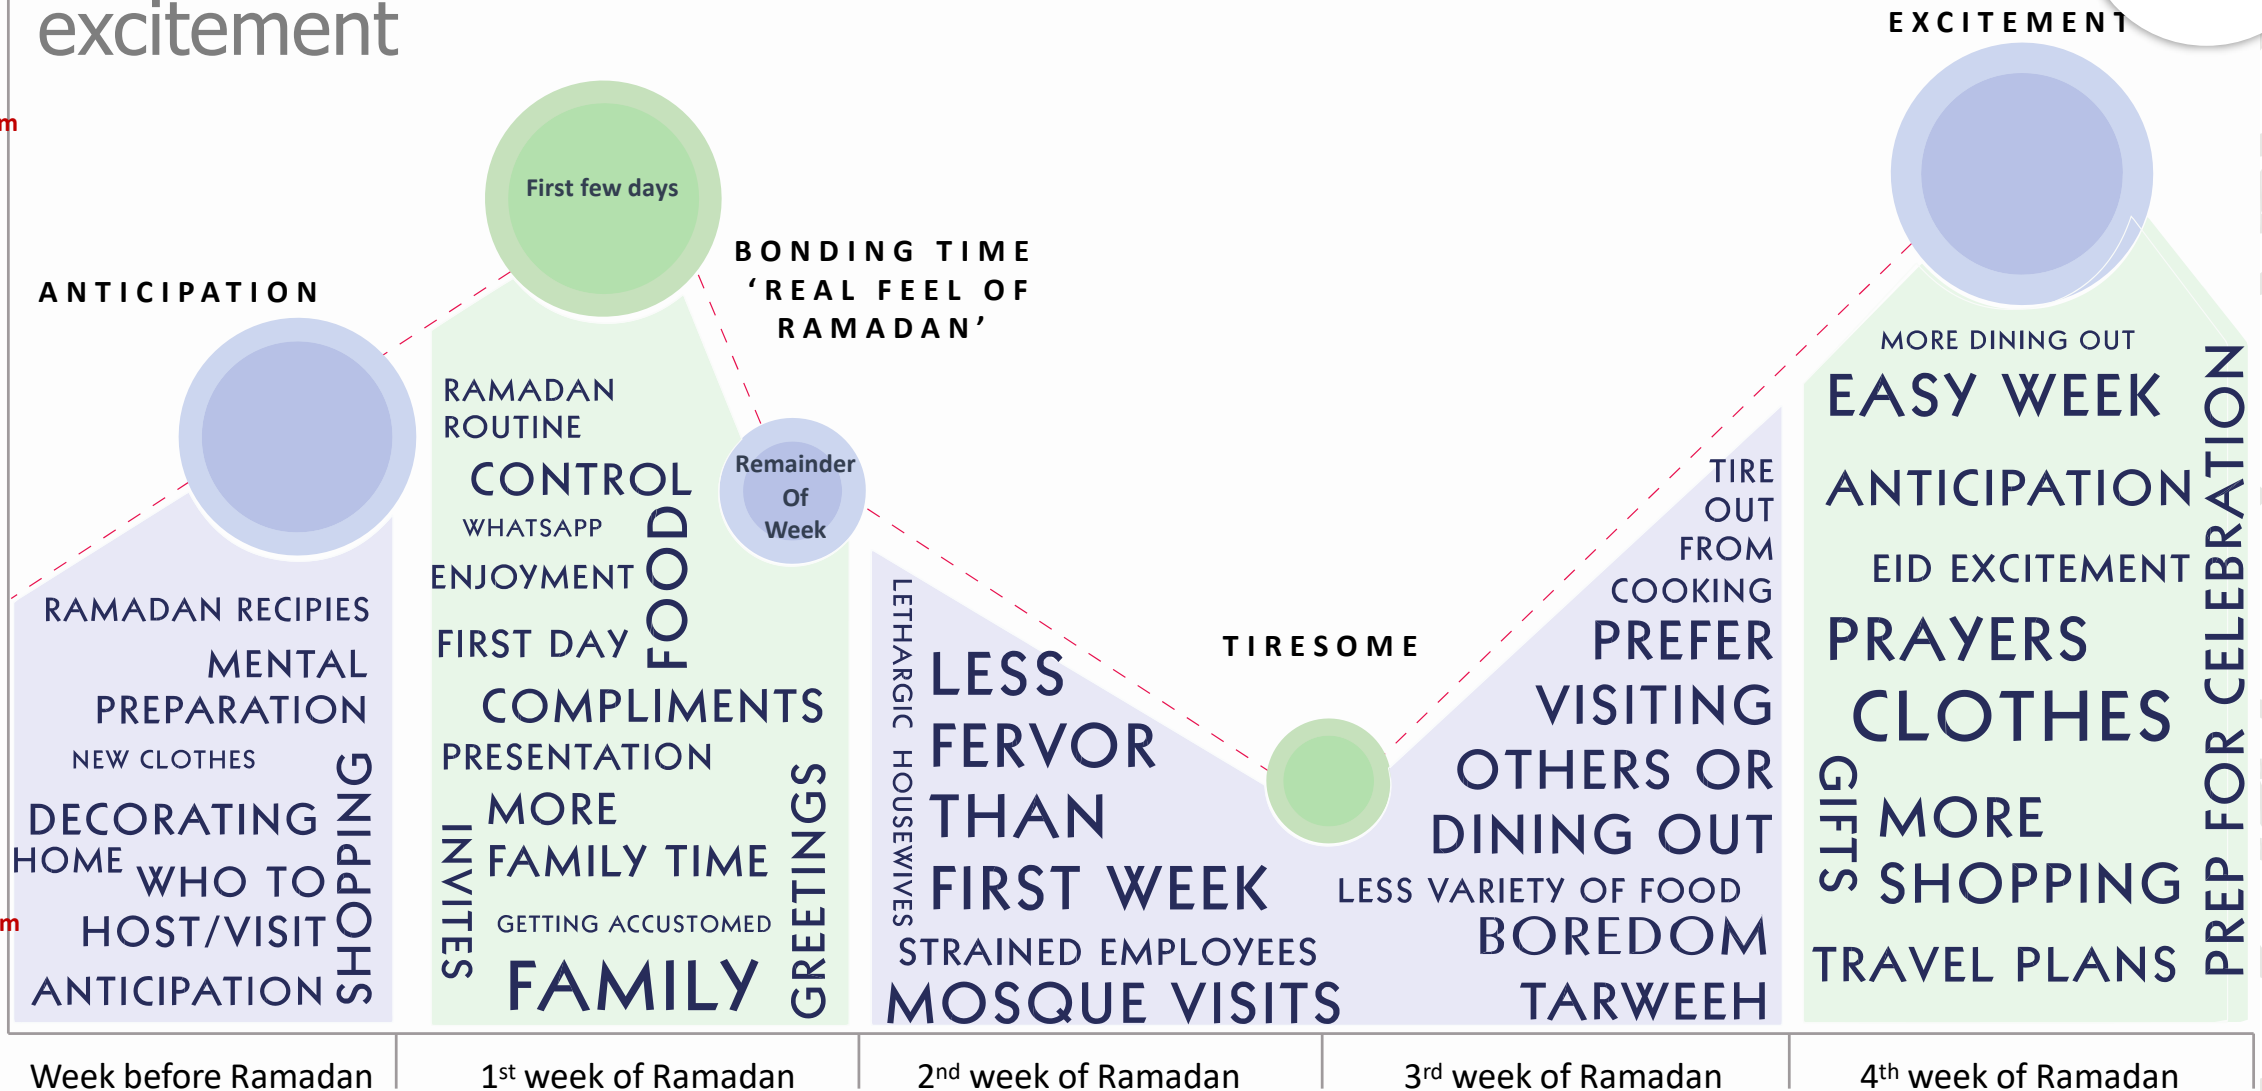 excitement
m
m
ANTICIPATION
First few days
BONDING TIME
‘REAL FEEL OF
RAMADAN’
Remainder
Of
Week
TIRESOME
EXCITEMENT
RAMADAN RECIPIES
MENTAL
PREPARATION
NEW CLOTHES
DECORATING
HOME
WHO TO
HOST/VISIT
ANTICIPATION
SHOPPING
RAMADAN
ROUTINE
CONTROL
WHATSAPP
ENJOYMENT
FOOD
FIRST DAY
COMPLIMENTS
PRESENTATION
MORE
FAMILY TIME
INVITES
GETTING ACCUSTOMED
FAMILY
GREETINGS
LETHARGIC HOUSEWIVES
LESS
FERVOR
THAN
FIRST WEEK
STRAINED EMPLOYEES
MOSQUE VISITS
TIRE
OUT
FROM
COOKING
PREFER
VISITING
OTHERS OR
DINING OUT
LESS VARIETY OF FOOD
BOREDOM
TARWEEH
MORE DINING OUT
EASY WEEK
ANTICIPATION
EID EXCITEMENT
PRAYERS
CLOTHES
GIFTS
MORE
SHOPPING
TRAVEL PLANS
PREP FOR CELEBRATION
Week before Ramadan
1st week of Ramadan
2nd week of Ramadan
3rd week of Ramadan
4th week of Ramadan